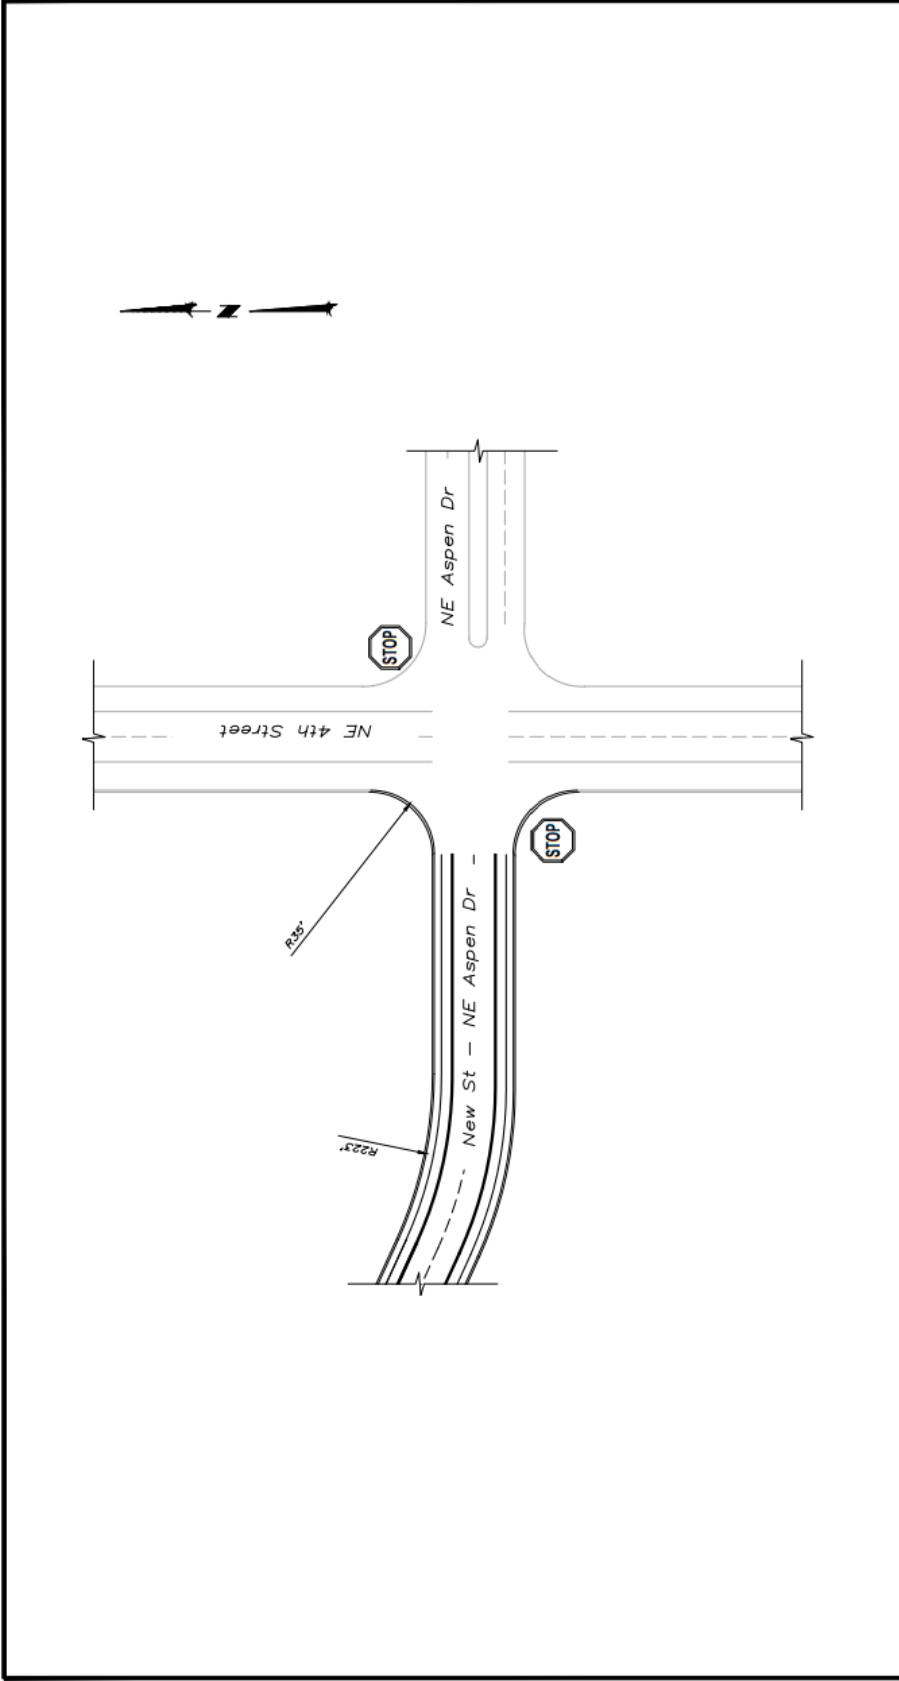 N
NE Aspen Dr
STOP
NE 4th Street
STOP
R35'
New St - NE Aspen Dr -
R223'